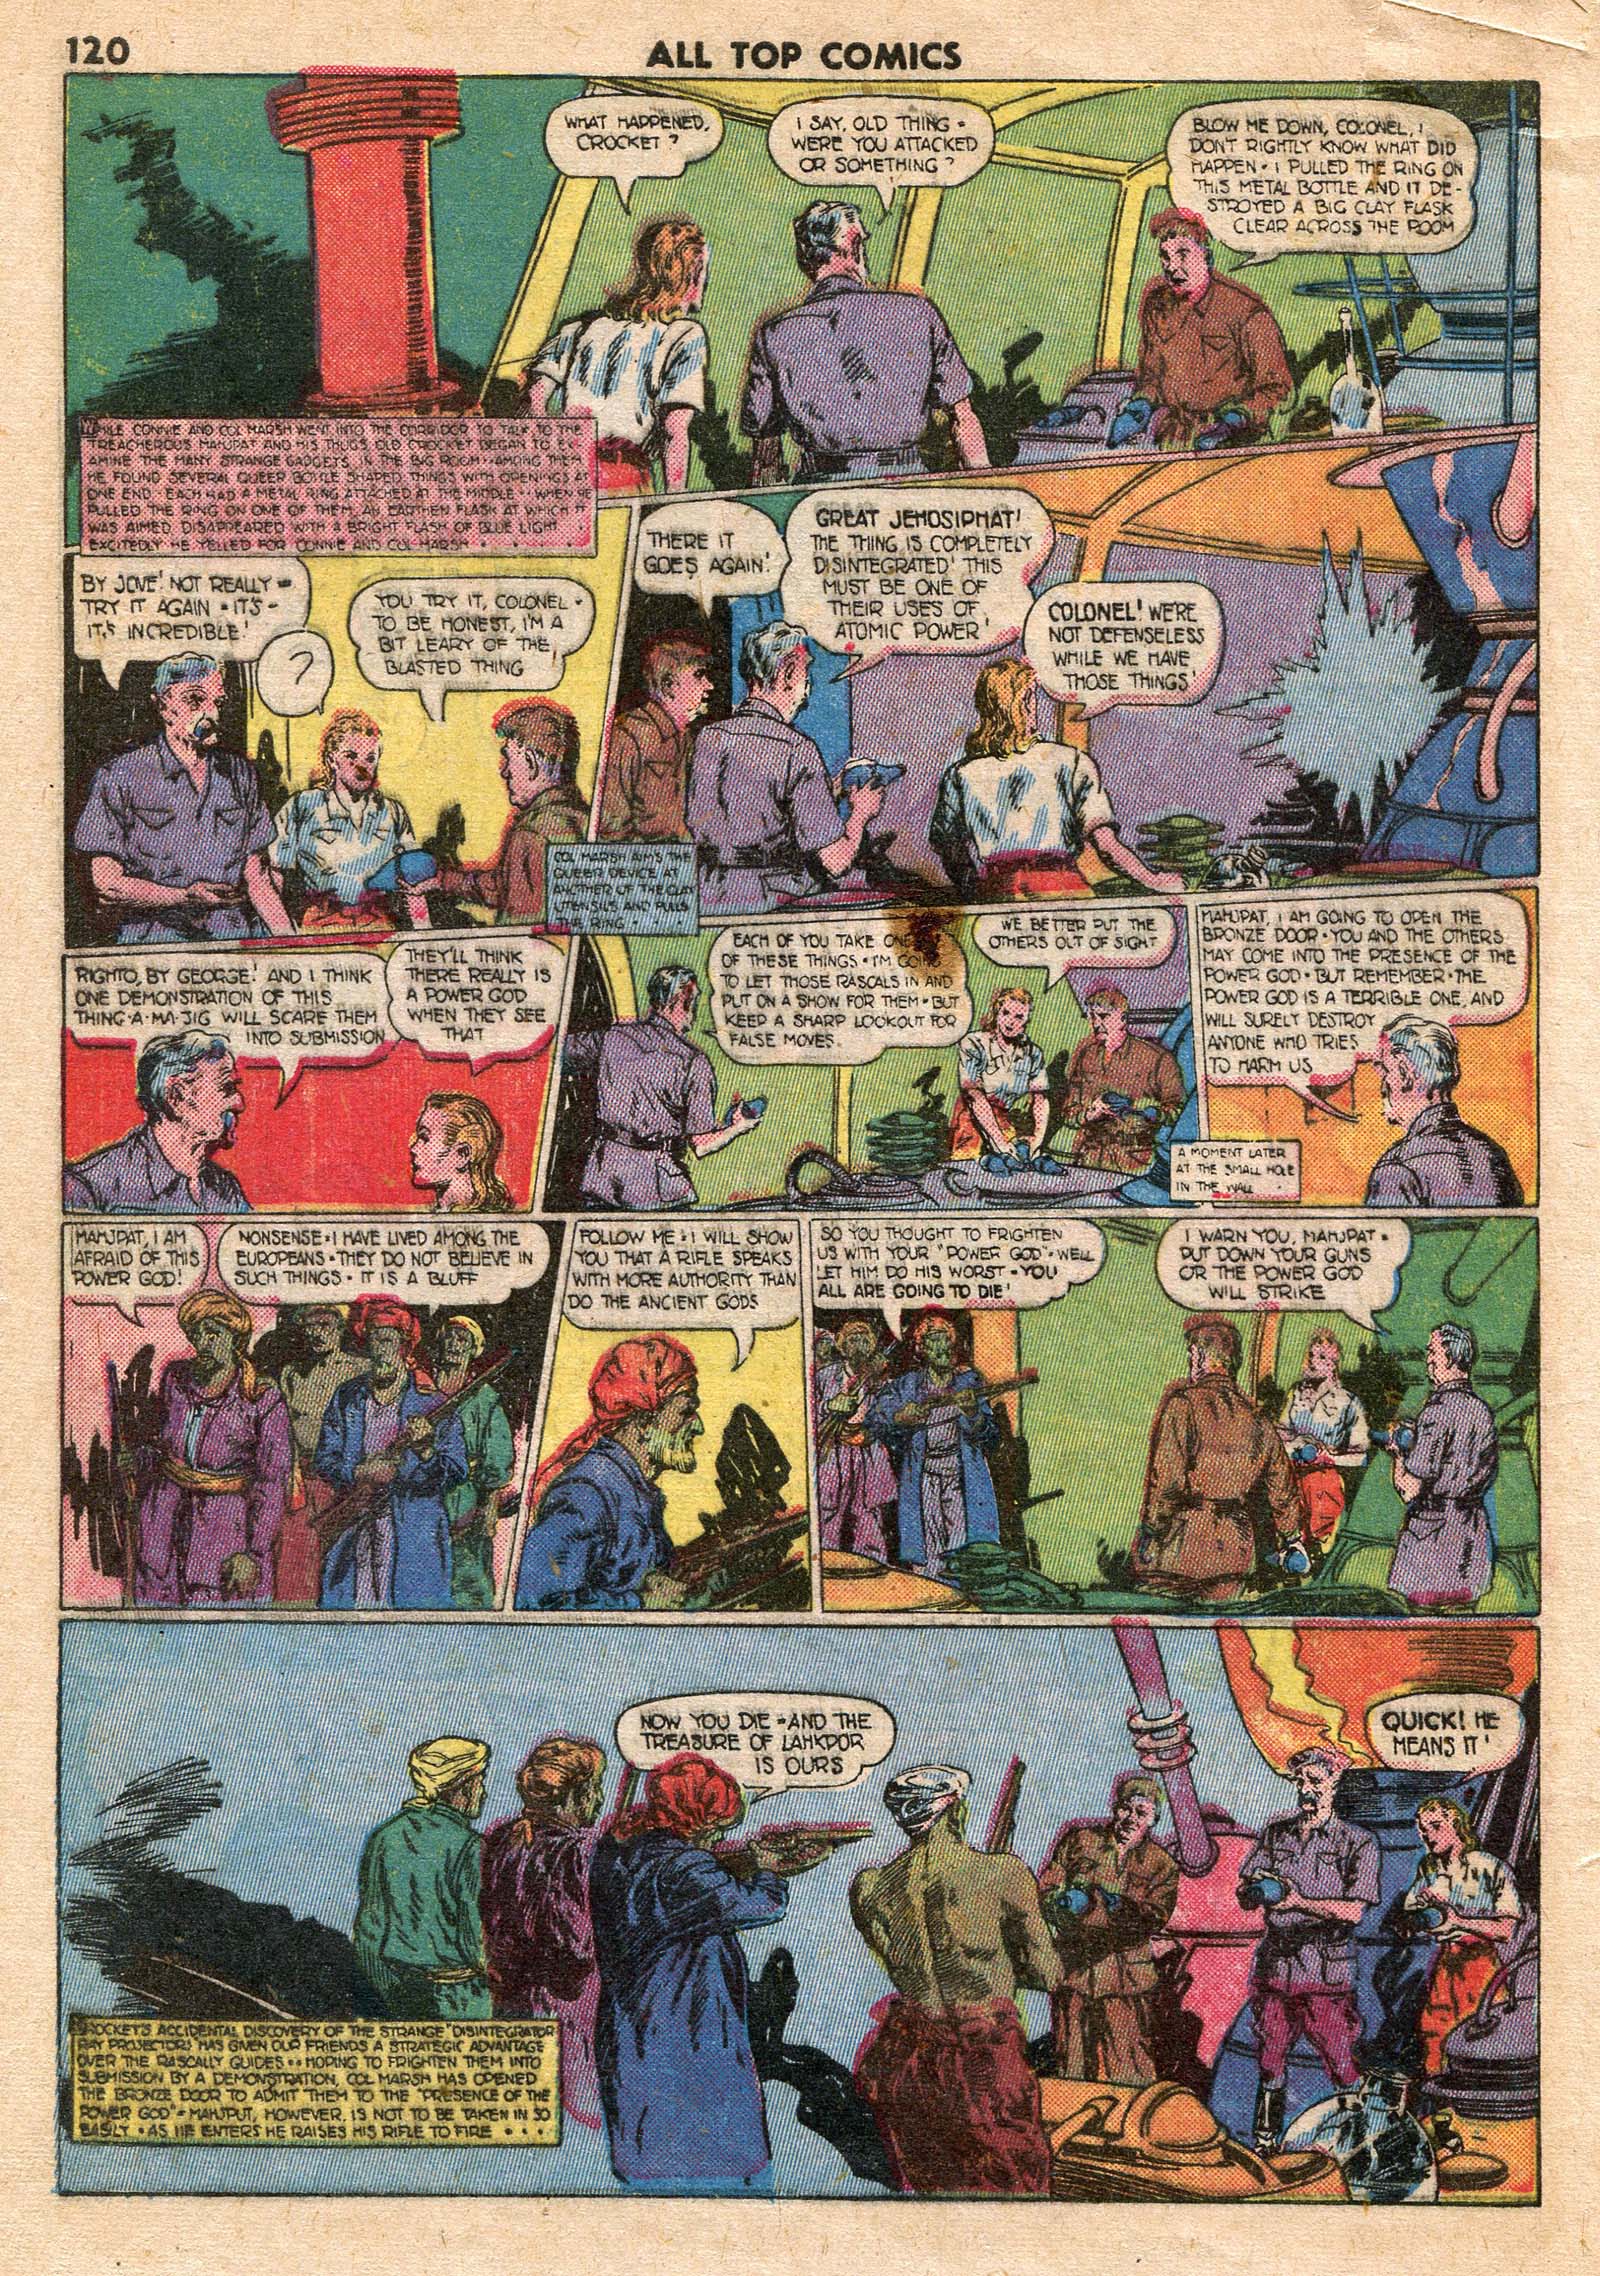 120
ALL TOP COMICS
WHAT HAPPENED,
CROCKET?
I SAY, OLD THING -
WERE YOU ATTACKED
OR SOMETHING?
BLOW ME DOWN, COLONEL, I
DON'T RIGHTLY KNOW WHAT DID
HAPPEN - I PULLED THE RING ON
THIS METAL BOTTLE AND IT DE-
STROYED A BIG CLAY FLASK
CLEAR ACROSS THE ROOM
WHILE CONNIE AND COL MARSH WENT INTO THE CORRIDOR TO TALK TO THE
TREACHEROUS MAHJPAT AND HIS THUGS, OLD CROCKET BEGAN TO EX-
AMINE THE MANY STRANGE GADGETS IN THE BIG ROOM - AMONG THEM
HE FOUND SEVERAL QUEER BOTTLE SHAPED THINGS WITH OPENINGS AT
ONE END - EACH HAD A METAL RING ATTACHED AT THE MIDDLE - WHEN HE
PULLED THE RING ON ONE OF THEM, AN EARTHEN FLASK AT WHICH IT
WAS AIMED DISAPPEARED WITH A BRIGHT FLASH OF BLUE LIGHT
EXCITEDLY HE YELLED FOR CONNIE AND COL MARSH - - - -
BY JOVE! NOT REALLY -
TRY IT AGAIN - IT'S -
IT'S INCREDIBLE!
?
YOU TRY IT, COLONEL -
TO BE HONEST, I'M A
BIT LEARY OF THE
BLASTED THING
COL MARSH AIMS THE
QUEER DEVICE AT
ANOTHER OF THE CLAY
UTENSILS AND PULLS
THE RING - - -
THERE IT
GOES AGAIN!
GREAT JEHOSIPHAT!
THE THING IS COMPLETELY
DISINTEGRATED! THIS
MUST BE ONE OF
THEIR USES OF
ATOMIC POWER!
COLONEL! WE'RE
NOT DEFENSELESS
WHILE WE HAVE
THOSE THINGS!
RIGHTO, BY GEORGE! AND I THINK
ONE DEMONSTRATION OF THIS
THING-A-MA-JIG WILL SCARE THEM
INTO SUBMISSION
THEY'LL THINK
THERE REALLY IS
A POWER GOD
WHEN THEY SEE
THAT
EACH OF YOU TAKE ONE
OF THESE THINGS - I'M GOING
TO LET THOSE RASCALS IN AND
PUT ON A SHOW FOR THEM - BUT
KEEP A SHARP LOOKOUT FOR
FALSE MOVES.
WE BETTER PUT THE
OTHERS OUT OF SIGHT
MAHJPAT, I AM GOING TO OPEN THE
BRONZE DOOR - YOU AND THE OTHERS
MAY COME INTO THE PRESENCE OF THE
POWER GOD - BUT REMEMBER - THE
POWER GOD IS A TERRIBLE ONE, AND
WILL SURELY DESTROY
ANYONE WHO TRIES
TO HARM US
A MOMENT LATER
AT THE SMALL HOLE
IN THE WALL -
MAHJPAT, I AM
AFRAID OF THIS
POWER GOD!
NONSENSE - I HAVE LIVED AMONG THE
EUROPEANS - THEY DO NOT BELIEVE IN
SUCH THINGS - IT IS A BLUFF
FOLLOW ME - I WILL SHOW
YOU THAT A RIFLE SPEAKS
WITH MORE AUTHORITY THAN
DO THE ANCIENT GODS
SO YOU THOUGHT TO FRIGHTEN
US WITH YOUR "POWER GOD" - WELL
LET HIM DO HIS WORST - YOU
ALL ARE GOING TO DIE!
I WARN YOU, MAHJPAT -
PUT DOWN YOUR GUNS
OR THE POWER GOD
WILL STRIKE
NOW YOU DIE - AND THE
TREASURE OF LAHKPOR
IS OURS
QUICK! HE
MEANS IT!
CROCKET'S ACCIDENTAL DISCOVERY OF THE STRANGE "DISINTEGRATOR
RAY PROJECTORS" HAS GIVEN OUR FRIENDS A STRATEGIC ADVANTAGE
OVER THE RASCALLY GUIDES - HOPING TO FRIGHTEN THEM INTO
SUBMISSION BY A DEMONSTRATION, COL MARSH HAS OPENED
THE BRONZE DOOR TO ADMIT THEM TO THE "PRESENCE OF THE
POWER GOD" - MAHJPUT, HOWEVER, IS NOT TO BE TAKEN IN SO
EASILY - AS HE ENTERS HE RAISES HIS RIFLE TO FIRE - - -